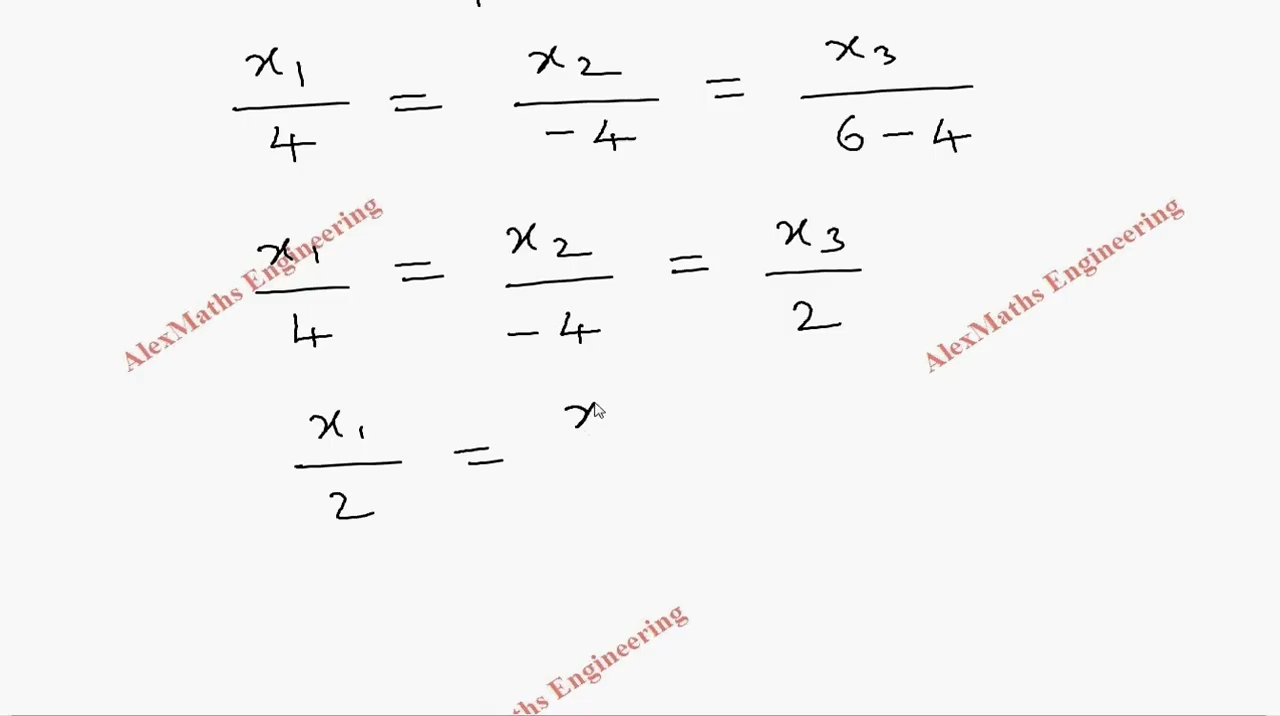 x₁/4 = x₂/-4 = x₃/6-4
x₁/4 = x₂/-4 = x₃/2
x₁/2 = x
AlexMaths Engineering
AlexMaths Engineering
ths Engineering